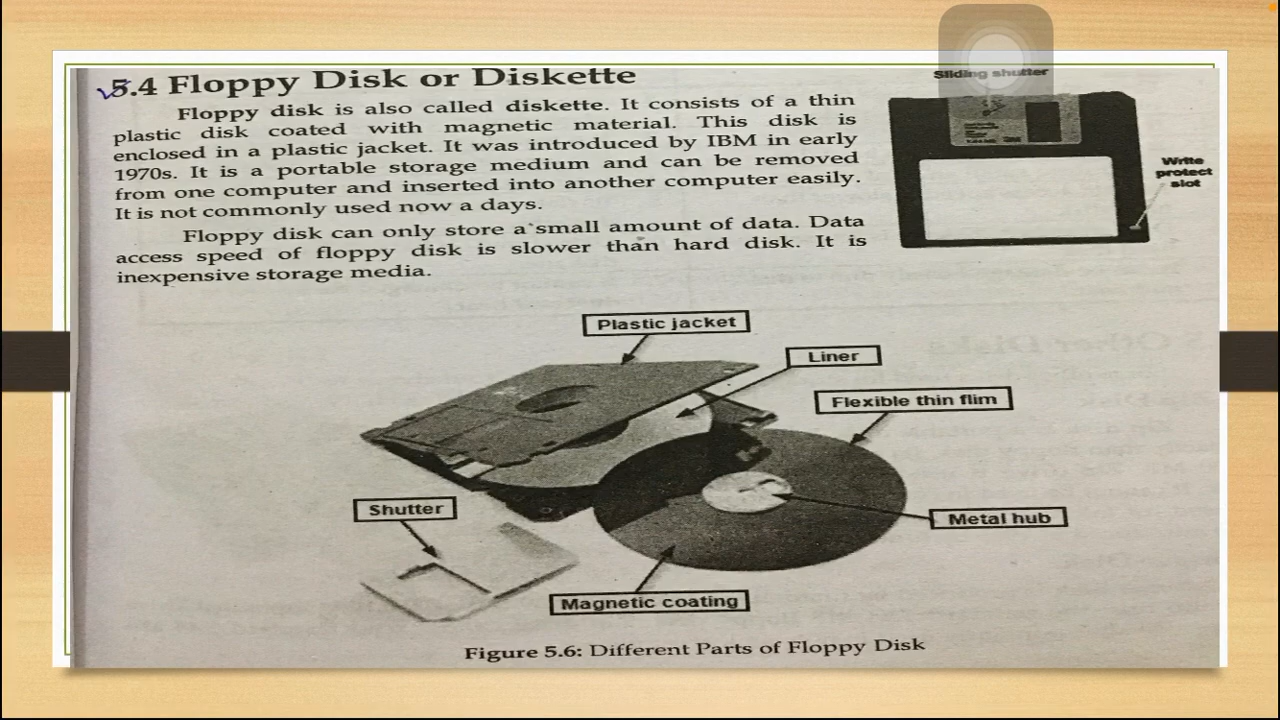 5.4 Floppy Disk or Diskette
Floppy disk is also called diskette. It consists of a thin
plastic disk coated with magnetic material. This disk is
enclosed in a plastic jacket. It was introduced by IBM in early
1970s. It is a portable storage medium and can be removed
from one computer and inserted into another computer easily.
It is not commonly used now a days.
Floppy disk can only store a small amount of data. Data
access speed of floppy disk is slower than hard disk. It is
inexpensive storage media.
Sliding shutter
Write
protect
slot
Plastic jacket
Liner
Flexible thin flim
Shutter
Metal hub
Magnetic coating
Figure 5.6: Different Parts of Floppy Disk